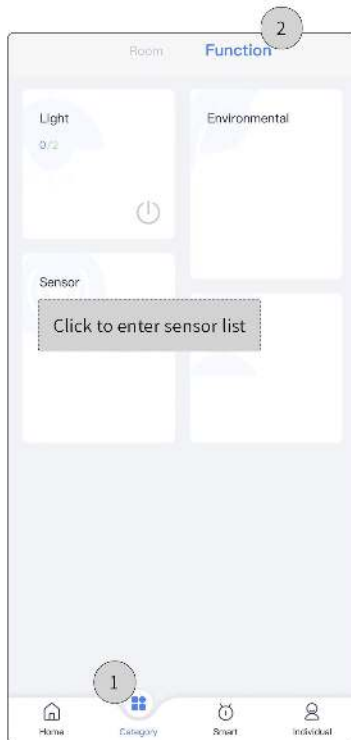 2
Room Function
Light Environmental
0/2
Sensor
Click to enter sensor list
1
Home Category Smart Individual